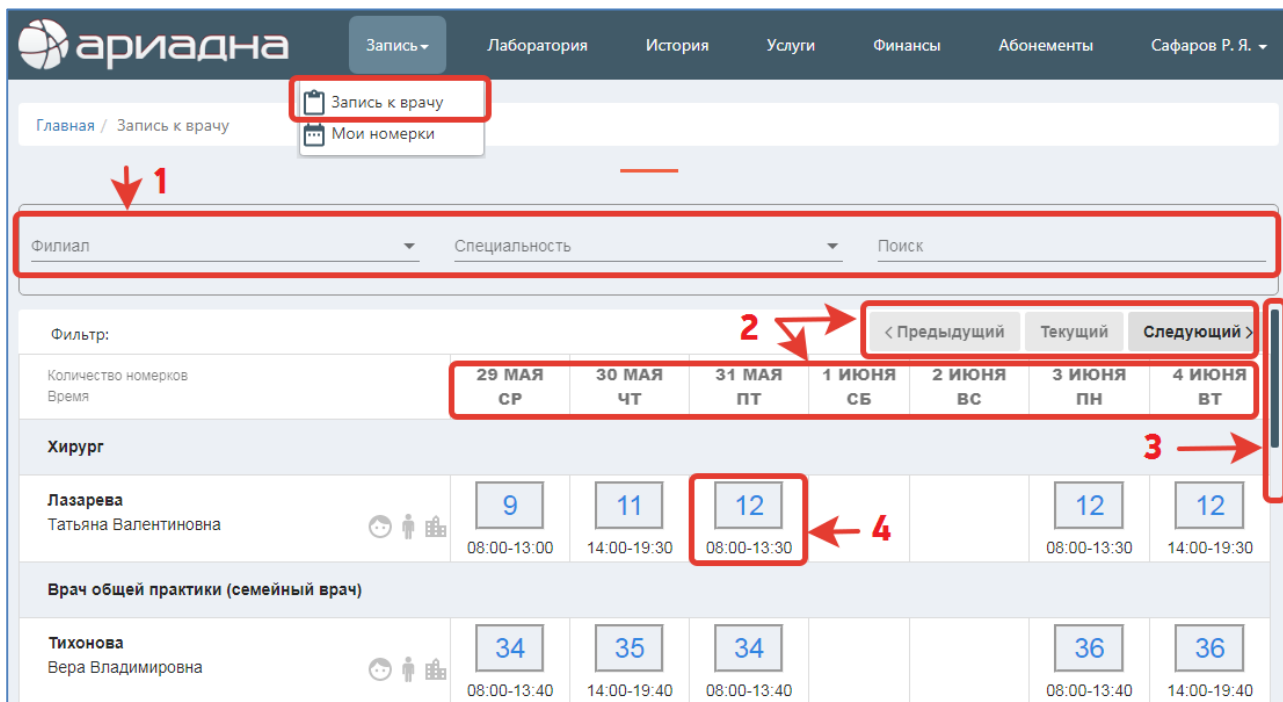 ариадна
Запись Лаборатория История Услуги Финансы Абонементы Сафаров Р. Я.
Запись к врачу
Мои номерки
Главная / Запись к врачу
1
Филиал Специальность Поиск
2
Фильтр: < Предыдущий Текущий Следующий >
Количество номерков
Время
29 МАЯ 30 МАЯ 31 МАЯ 1 ИЮНЯ 2 ИЮНЯ 3 ИЮНЯ 4 ИЮНЯ
СР ЧТ ПТ СБ ВС ПН ВТ
Хирург
3
Лазарева
Татьяна Валентиновна
9 11 12 12 12
4
08:00-13:00 14:00-19:30 08:00-13:30 08:00-13:30 14:00-19:30
Врач общей практики (семейный врач)
Тихонова
Вера Владимировна
34 35 34 36 36
08:00-13:40 14:00-19:40 08:00-13:40 08:00-13:40 14:00-19:40